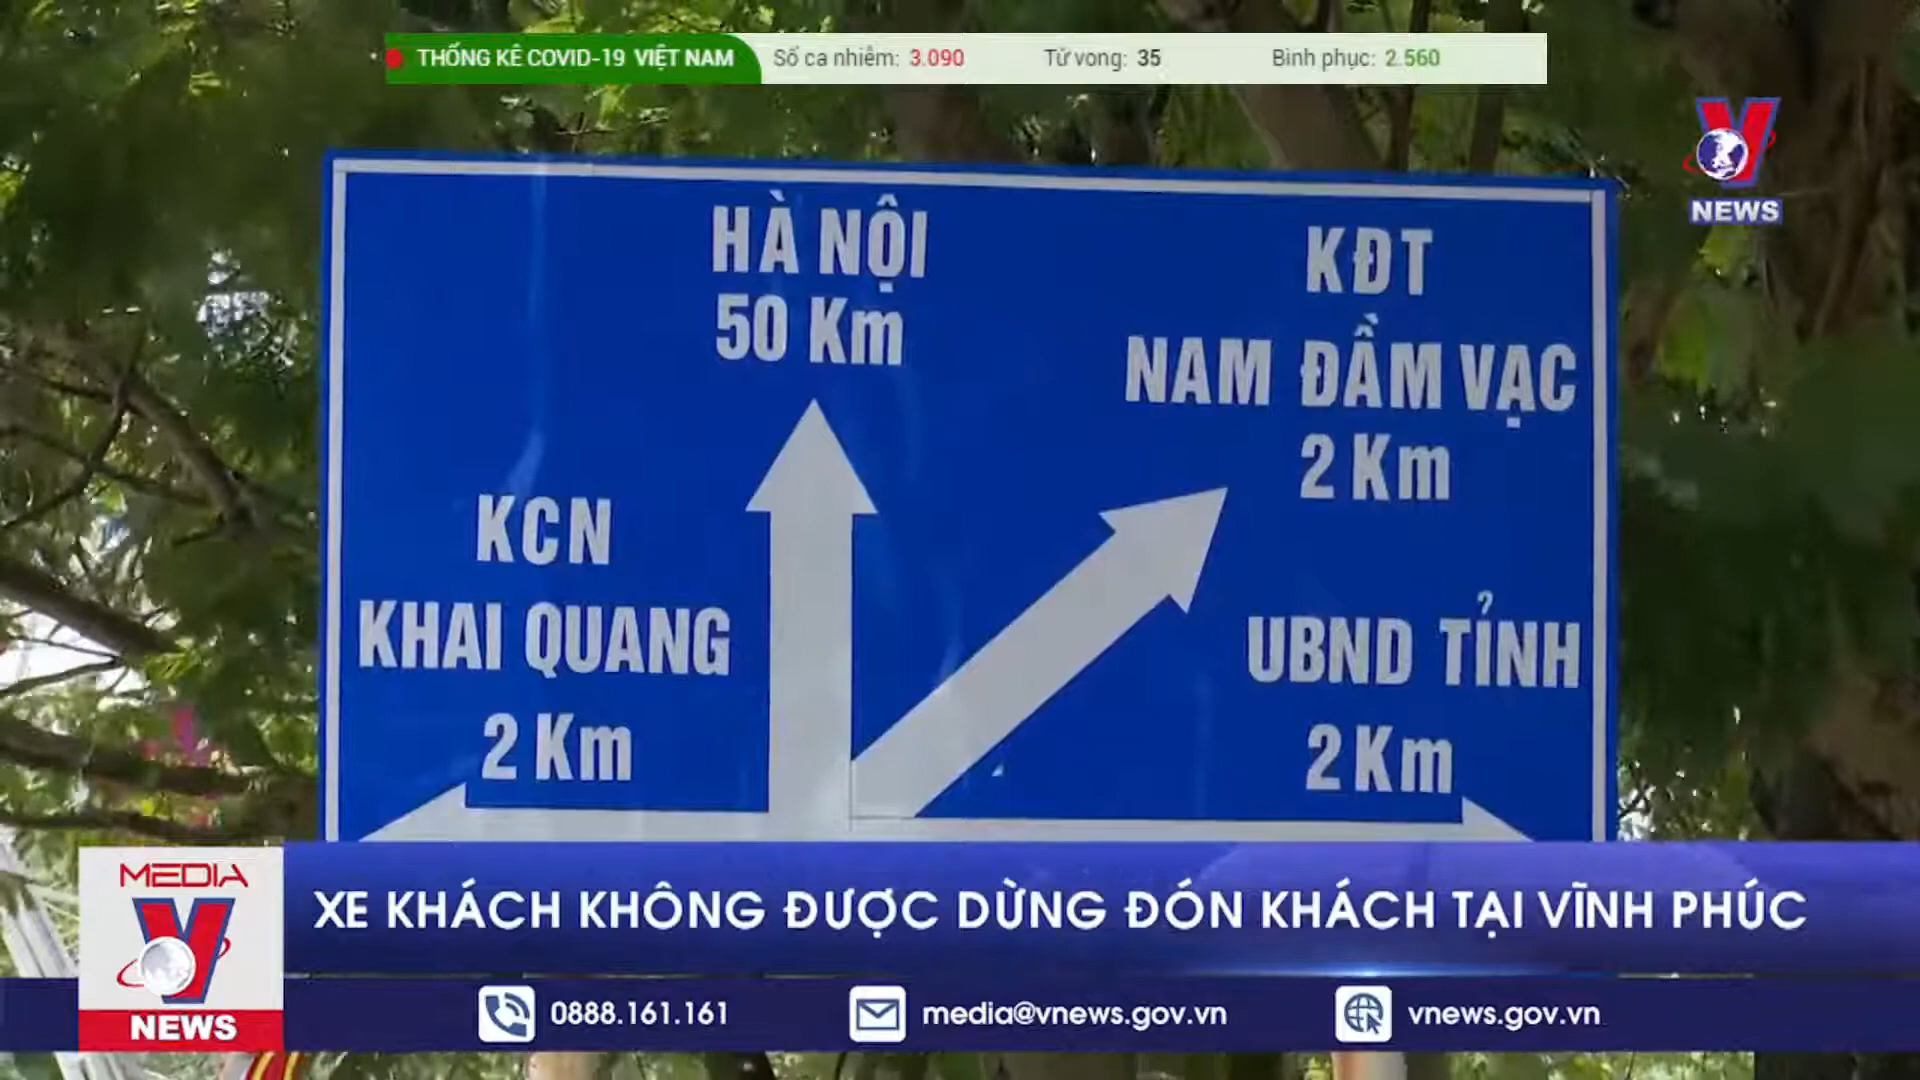 THỐNG KÊ COVID-19 VIỆT NAM Số ca nhiễm: 3.090 Tử vong: 35 Bình phục: 2.560
NEWS
HÀ NỘI
50 Km
KĐT
NAM ĐẦM VẠC
2 Km
KCN
KHAI QUANG
2 Km
UBND TỈNH
2 Km
MEDIA
NEWS
XE KHÁCH KHÔNG ĐƯỢC DỪNG ĐÓN KHÁCH TẠI VĨNH PHÚC
0888.161.161 media@vnews.gov.vn vnews.gov.vn